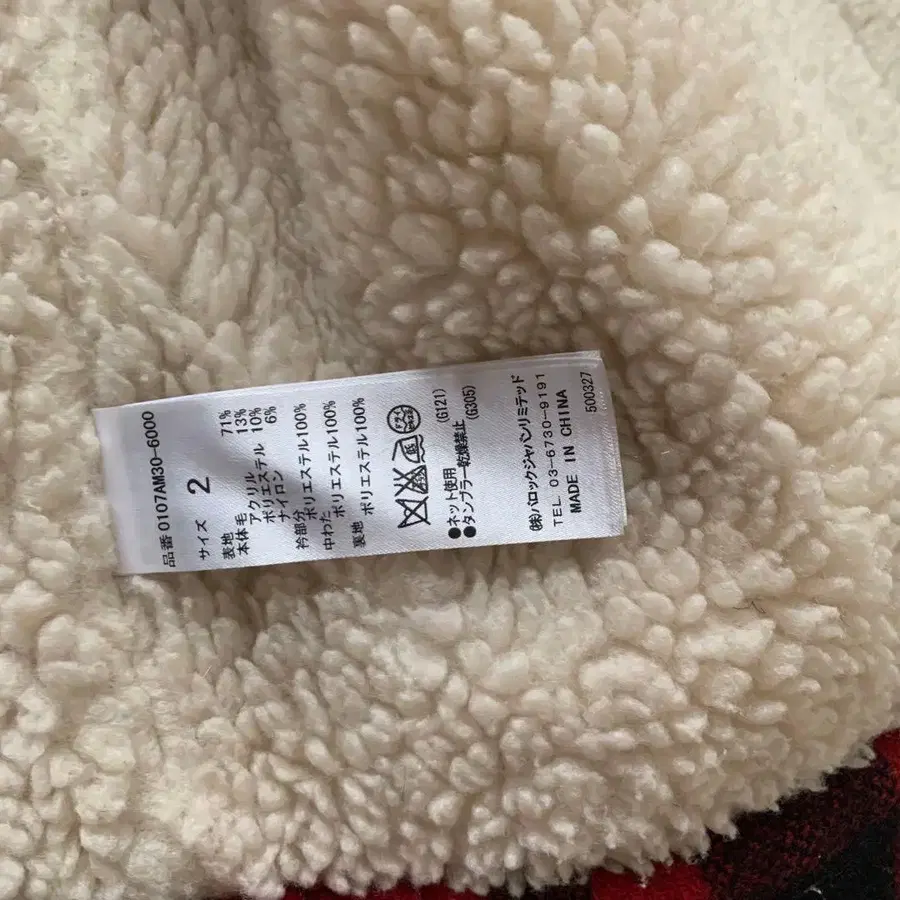 品番 0107AM30-6000
サイズ 2
表地
本体毛 71%
アクリル 13%
ポリエステル 10%
ナイロン 6%
衿部分
ポリエステル100%
中わた
ポリエステル100%
裏地
ポリエステル100%
ドライ
●ネット使用 (G121)
●タンブラー乾燥禁止 (G305)
(株)バロックジャパンリミテッド
TEL 03-6730-9191
MADE IN CHINA
500327